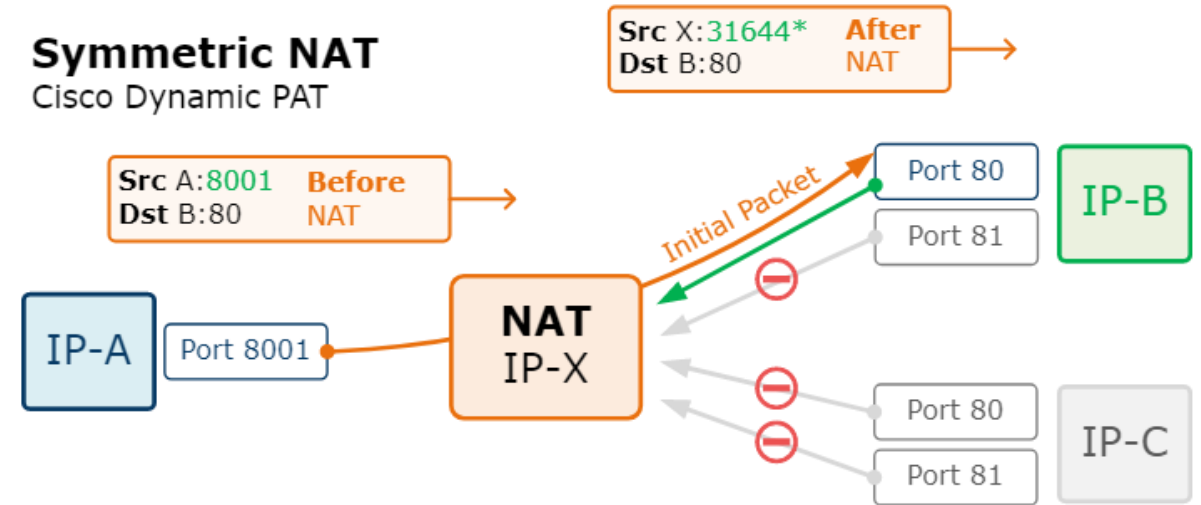 Symmetric NAT
Cisco Dynamic PAT
Src X:31644* After
Dst B:80 NAT
Src A:8001 Before
Dst B:80 NAT
Initial Packet
Port 80
Port 81
IP-B
IP-A
Port 8001
NAT
IP-X
Port 80
Port 81
IP-C